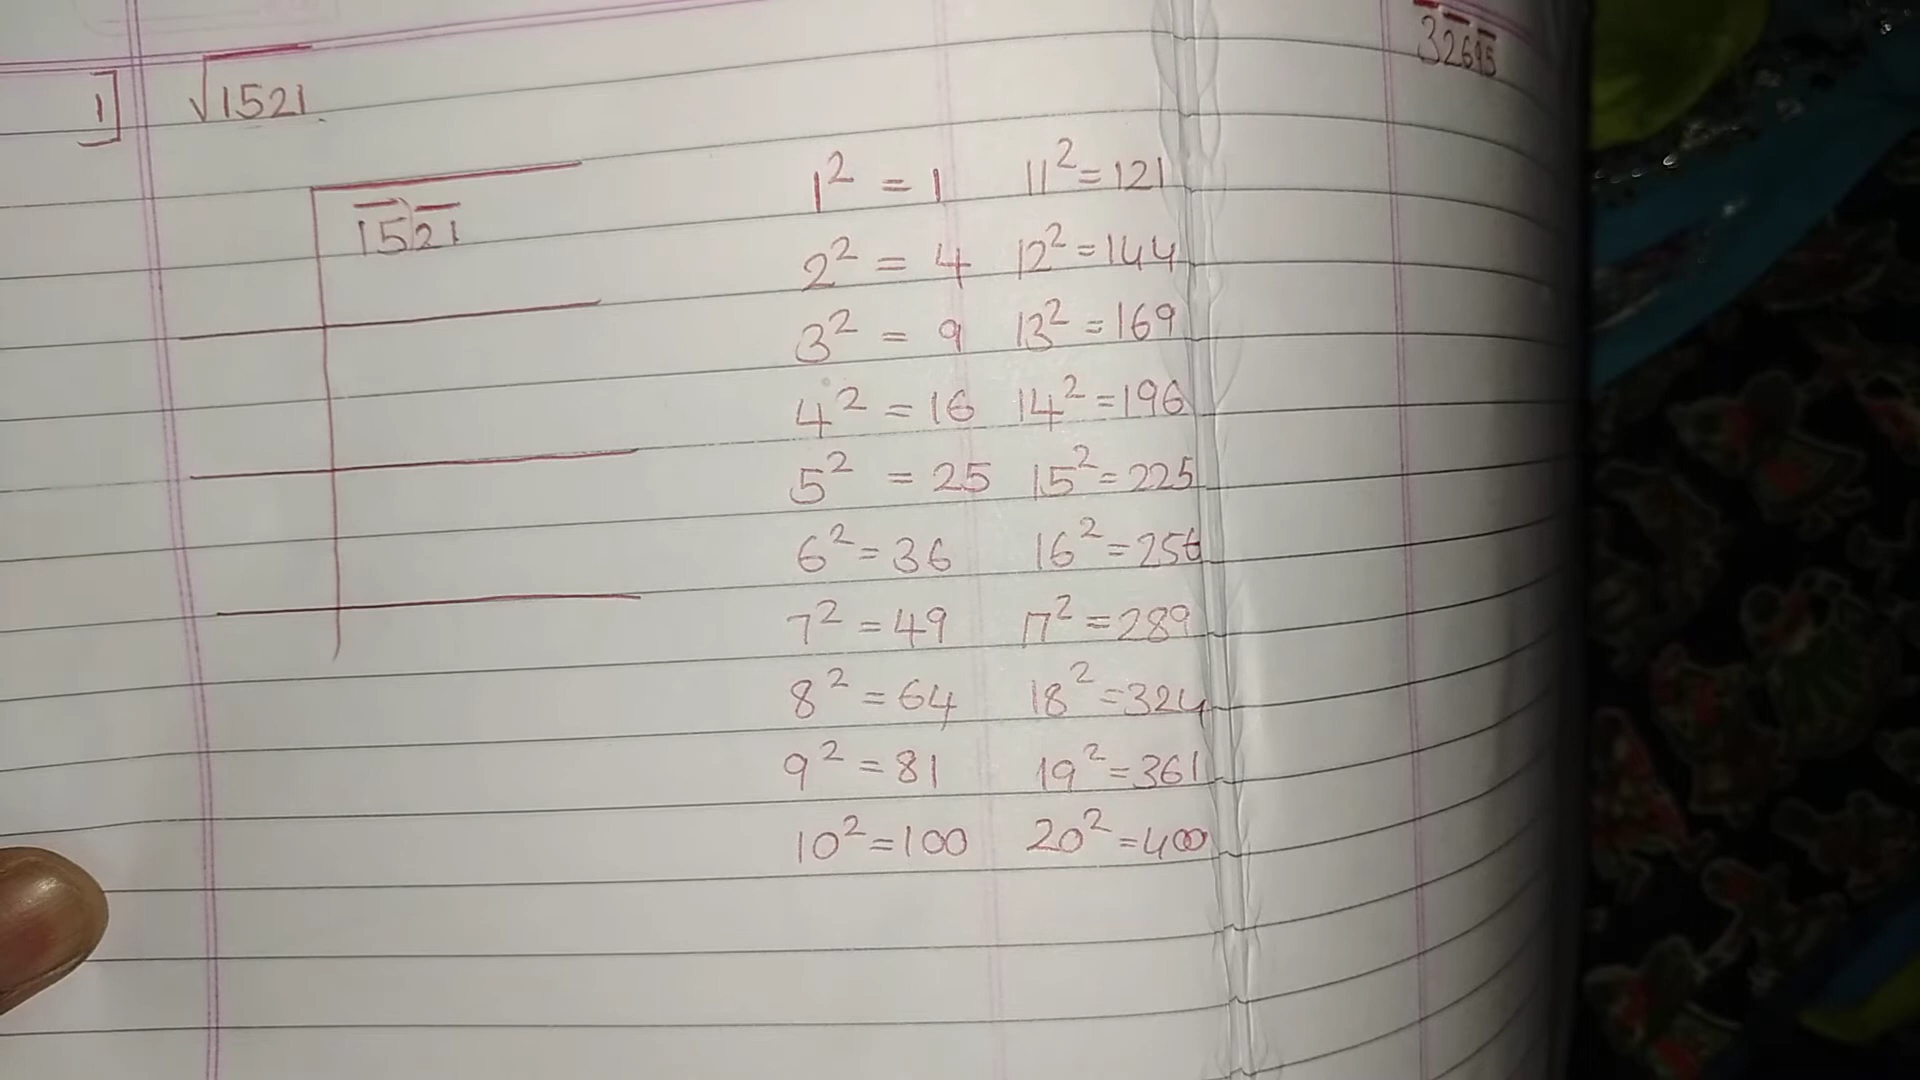 1] √1521
32695
1521
1² = 1 11² = 121
2² = 4 12² = 144
3² = 9 13² = 169
4² = 16 14² = 196
5² = 25 15² = 225
6² = 36 16² = 256
7² = 49 17² = 289
8² = 64 18² = 324
9² = 81 19² = 361
10² = 100 20² = 400